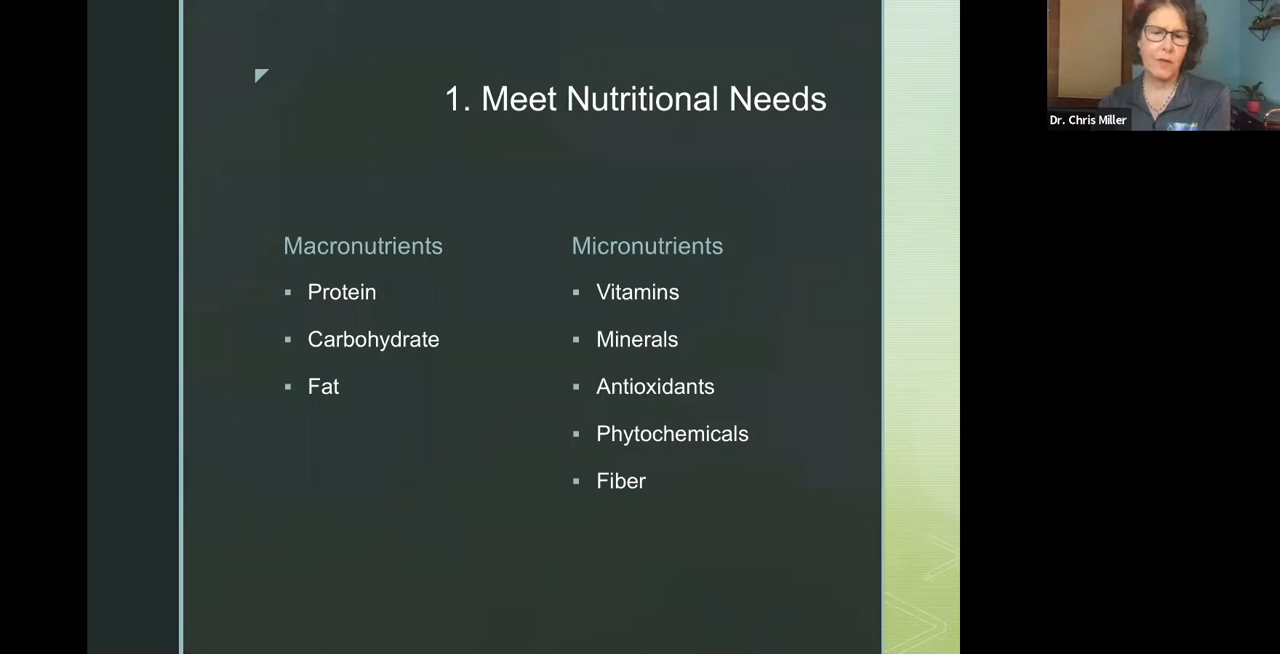 1. Meet Nutritional Needs
Macronutrients
Protein
Carbohydrate
Fat
Micronutrients
Vitamins
Minerals
Antioxidants
Phytochemicals
Fiber
Dr. Chris Miller